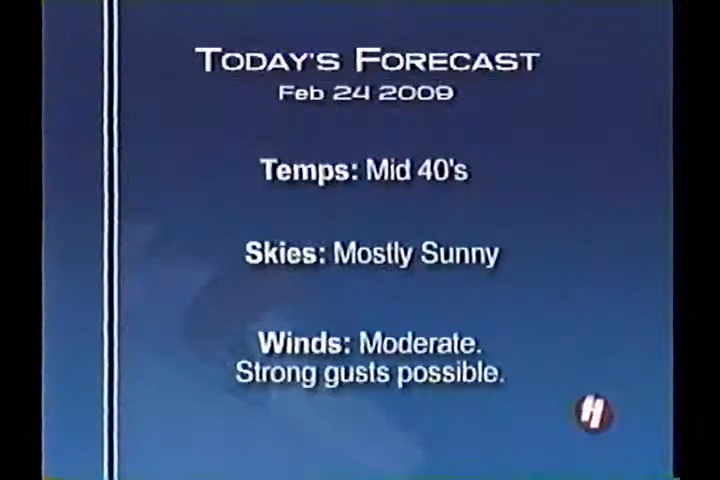 Today's Forecast
Feb 24 2009
Temps: Mid 40's
Skies: Mostly Sunny
Winds: Moderate.
Strong gusts possible.
H